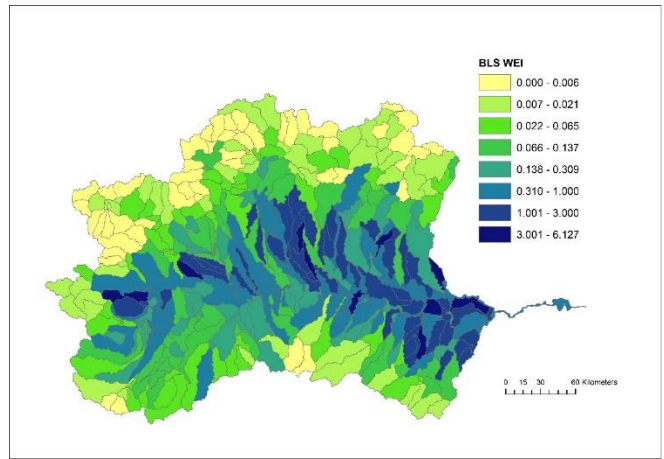 BLS WEI
0.000 - 0.006
0.007 - 0.021
0.022 - 0.065
0.066 - 0.137
0.138 - 0.309
0.310 - 1.000
1.001 - 3.000
3.001 - 6.127
0 15 30 60 Kilometers